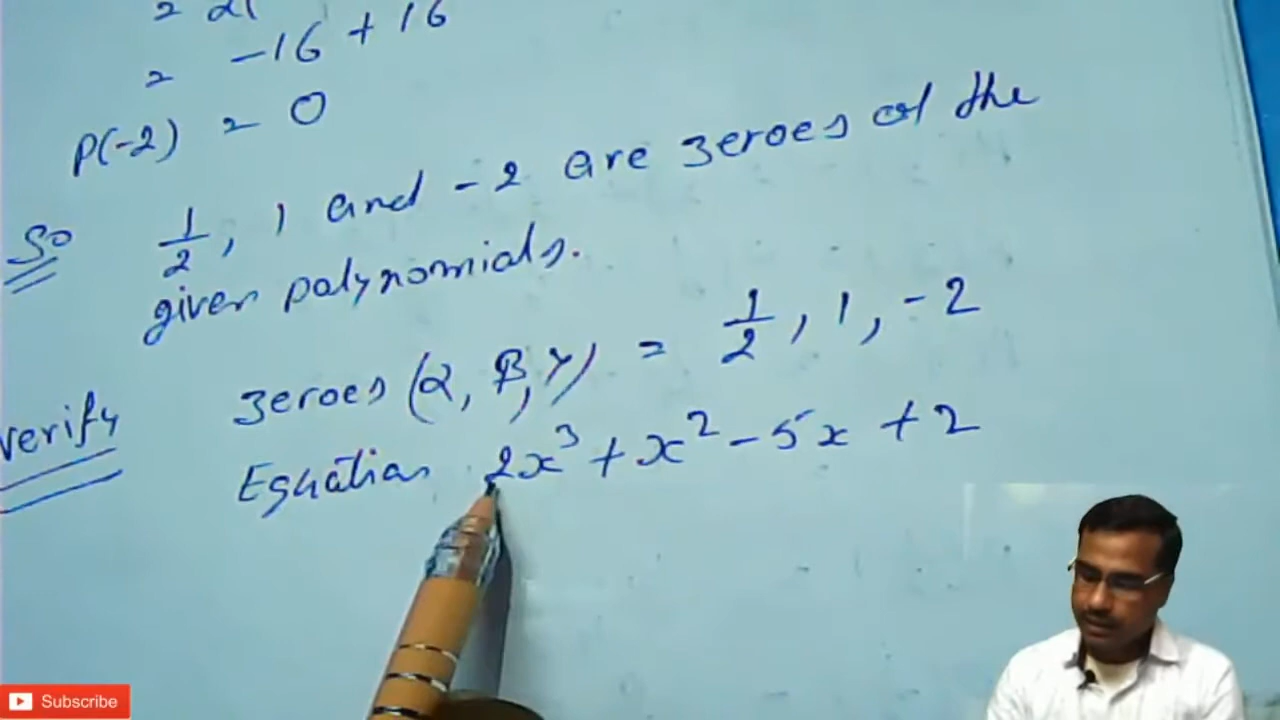 = -16 + 16
P(-2) = 0
So 1/2, 1 and -2 are zeroes of the
given polynomials.
zeroes (α, β, γ) = 1/2, 1, -2
verify
Equation 2x³ + x² - 5x + 2
Subscribe